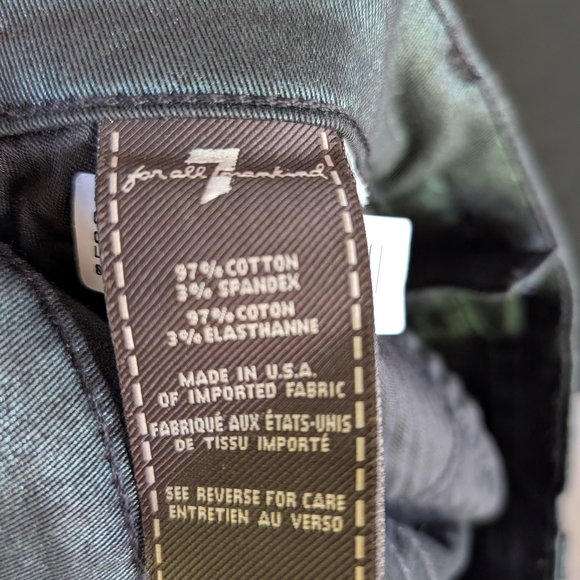 7
for all mankind
97% COTTON
3% SPANDEX
97% COTON
3% ÉLASTHANNE
MADE IN U.S.A.
OF IMPORTED FABRIC
FABRIQUÉ AUX ÉTATS-UNIS
DE TISSU IMPORTÉ
SEE REVERSE FOR CARE
ENTRETIEN AU VERSO